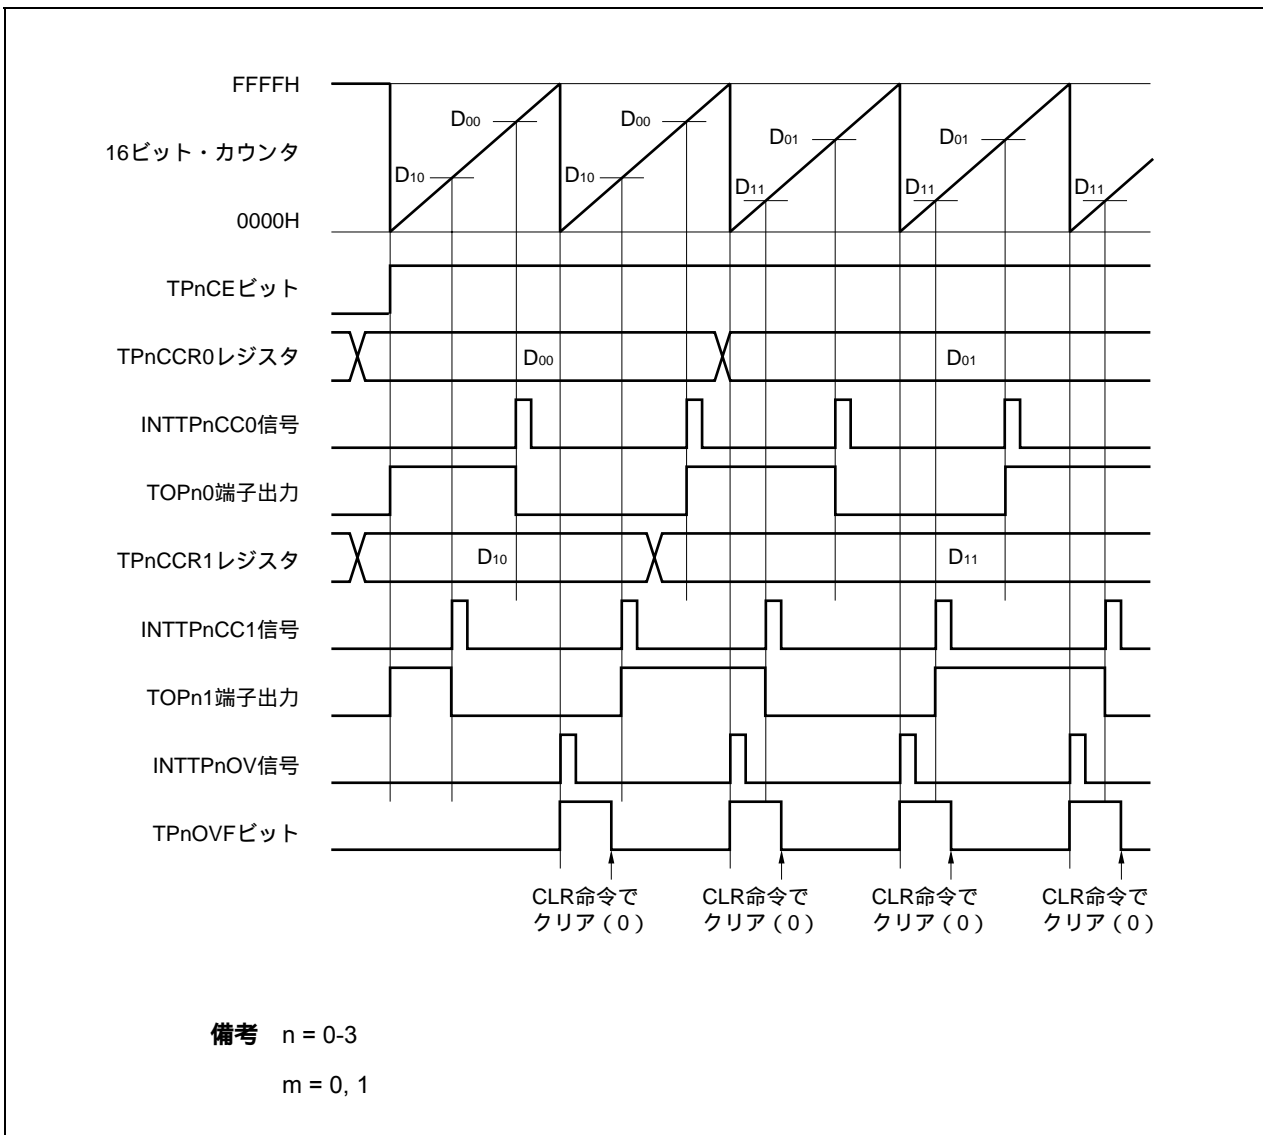 FFFFH
D00 D00
D01 D01
16ビット・カウンタ
D10 D10
D11 D11 D11
0000H
TPnCEビット
TPnCCR0レジスタ D00 D01
INTTPnCC0信号
TOPn0端子出力
TPnCCR1レジスタ D10 D11
INTTPnCC1信号
TOPn1端子出力
INTTPnOV信号
TPnOVFビット
CLR命令で CLR命令で CLR命令で CLR命令で
クリア（0） クリア（0） クリア（0） クリア（0）
備考 n = 0-3
m = 0, 1